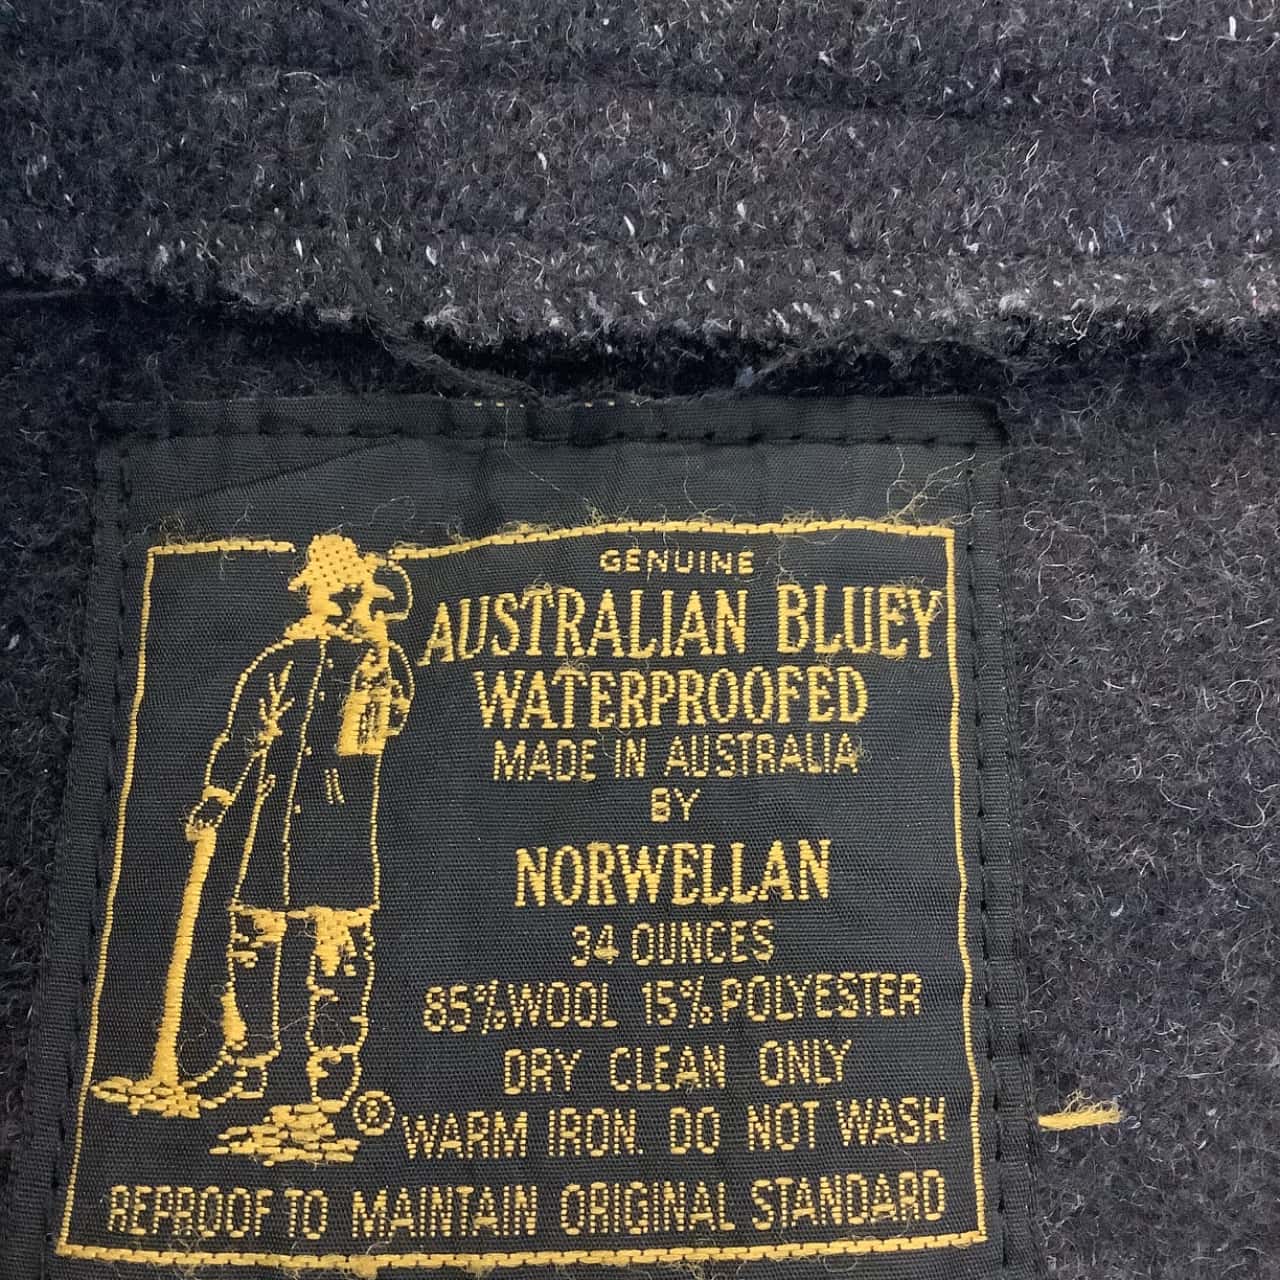 GENUINE
AUSTRALIAN BLUEY
WATERPROOFED
MADE IN AUSTRALIA
BY
NORWELLAN
34 OUNCES
85% WOOL 15% POLYESTER
DRY CLEAN ONLY
® WARM IRON. DO NOT WASH
REPROOF TO MAINTAIN ORIGINAL STANDARD